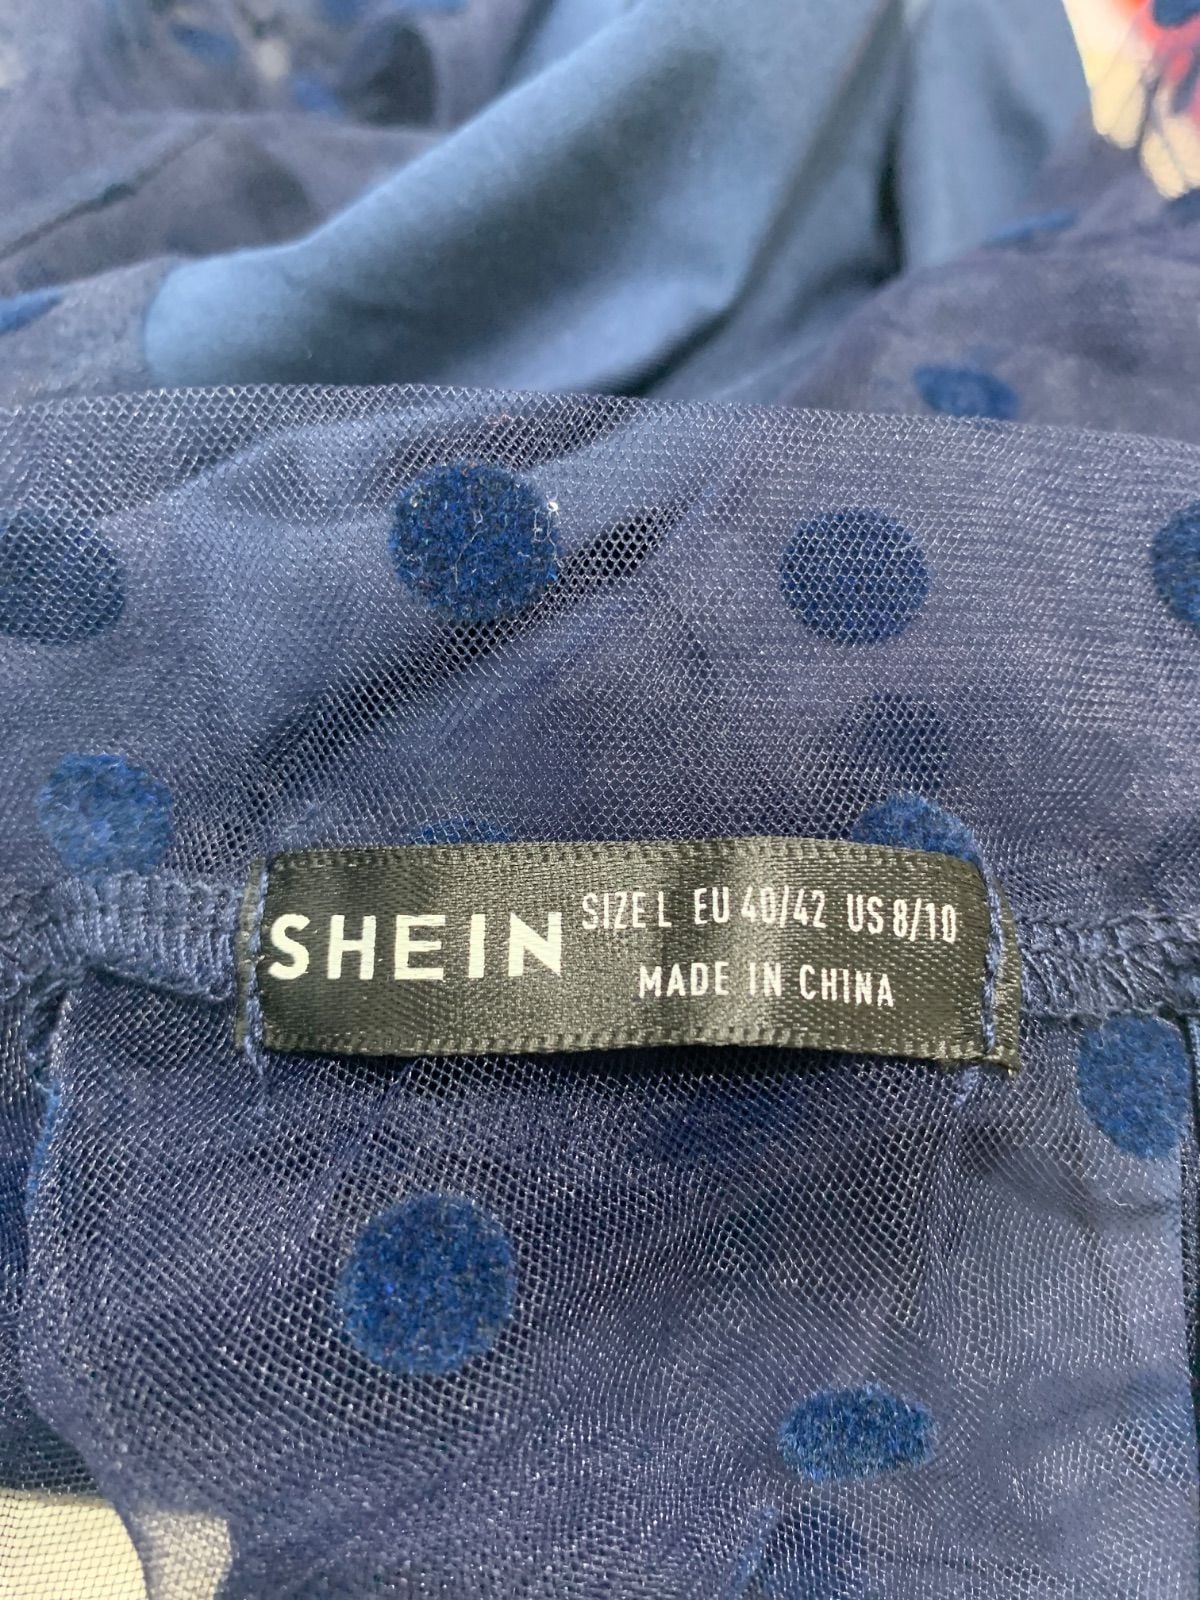 SHEIN
SIZE L EU 40/42 US 8/10
MADE IN CHINA